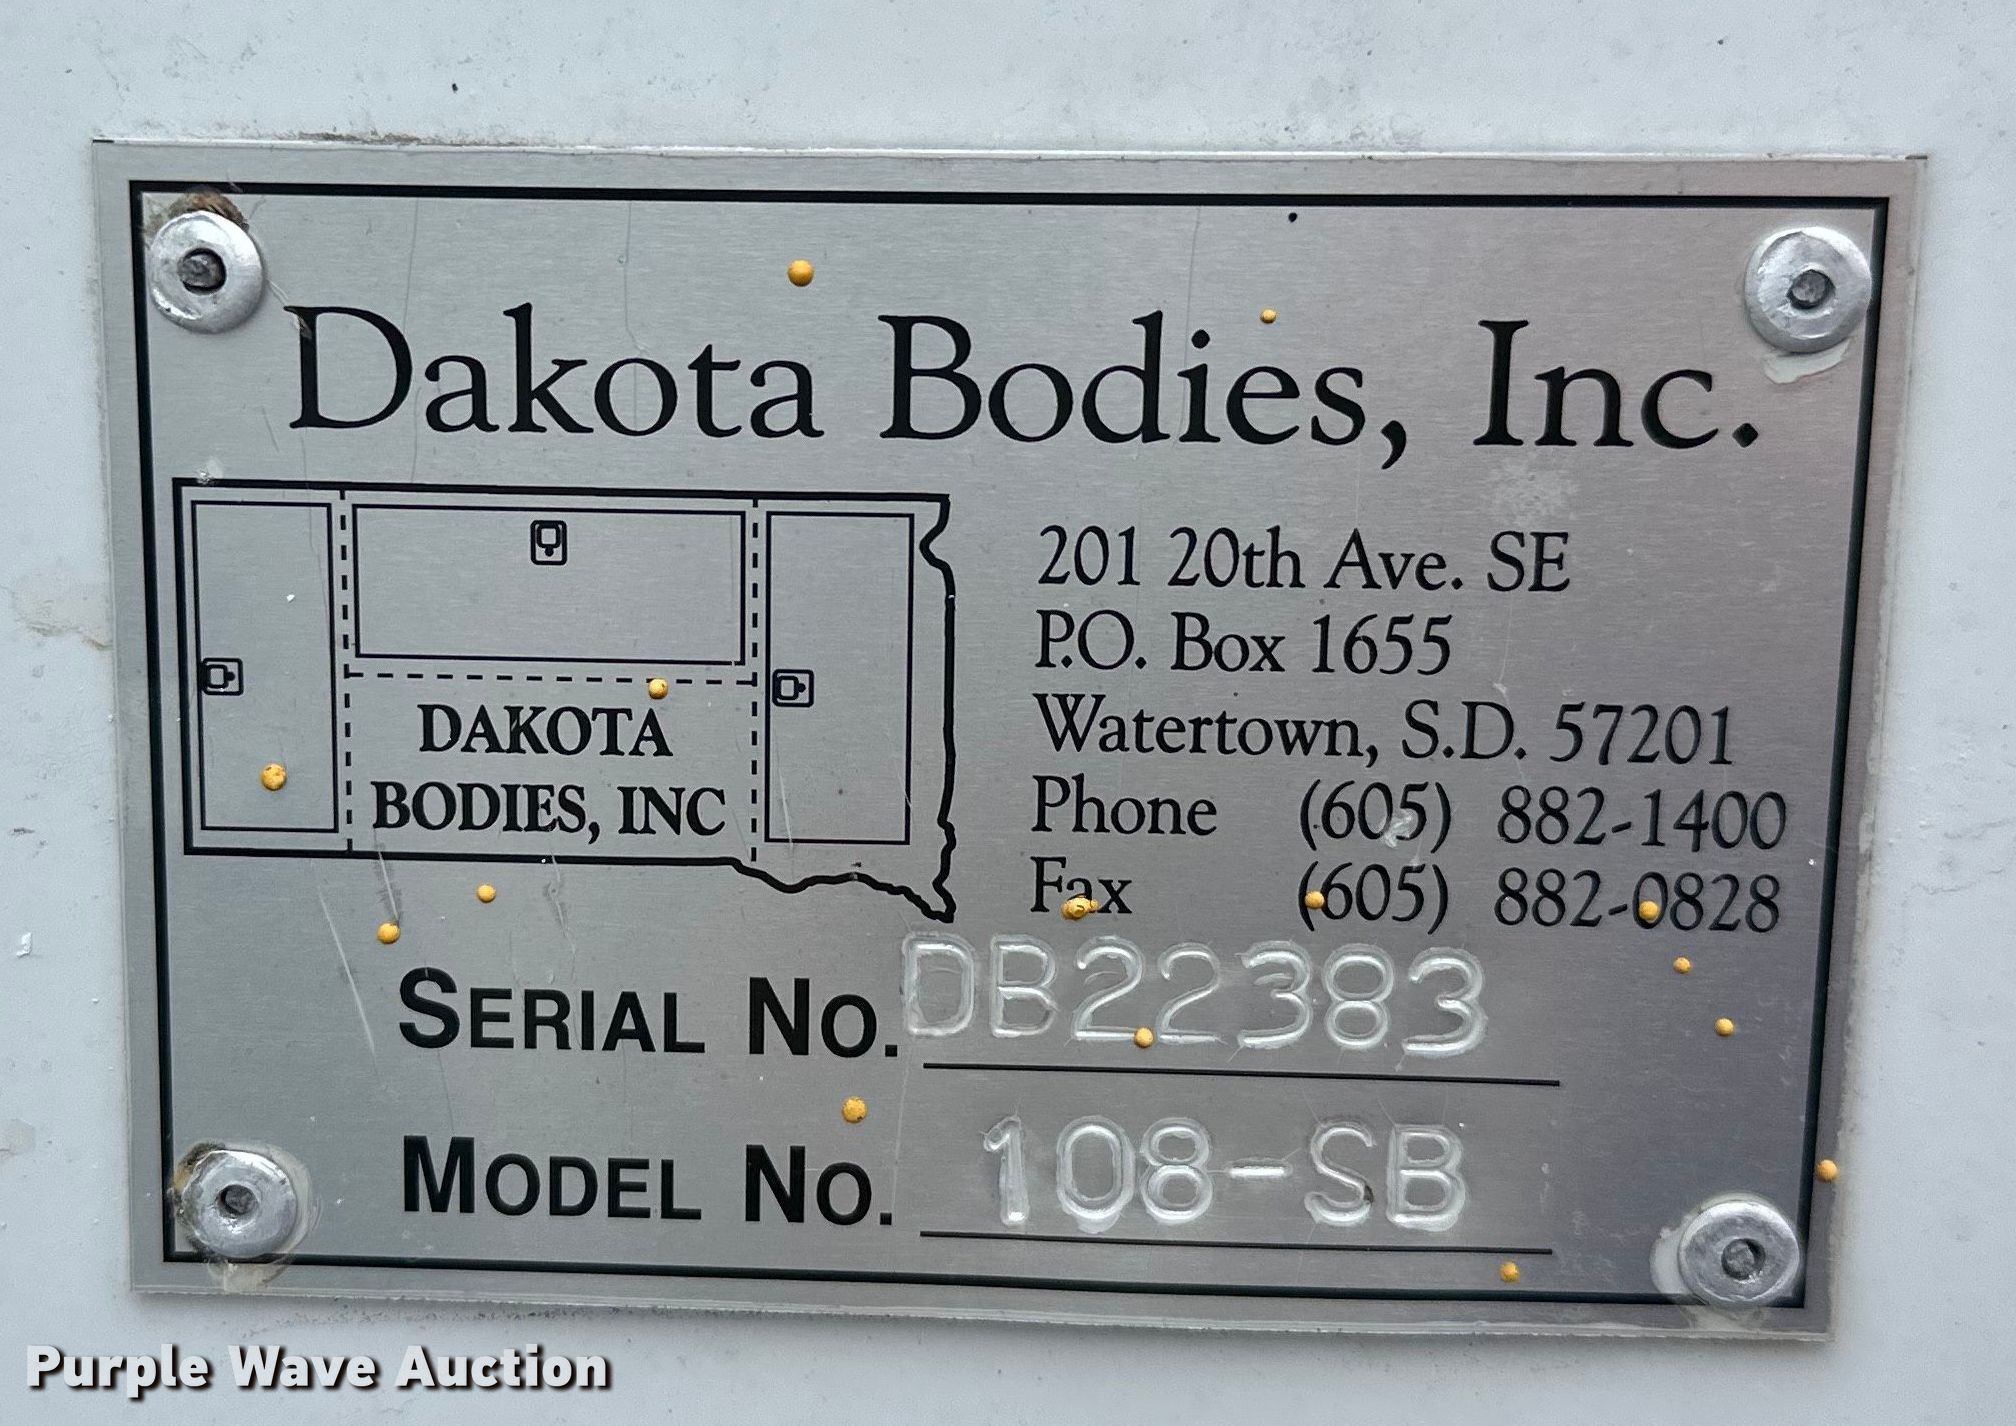 Dakota Bodies, Inc.
DAKOTA
BODIES, INC
201 20th Ave. SE
P.O. Box 1655
Watertown, S.D. 57201
Phone (605) 882-1400
Fax (605) 882-0828
SERIAL NO. DB22383
MODEL NO. 108-SB
Purple Wave Auction